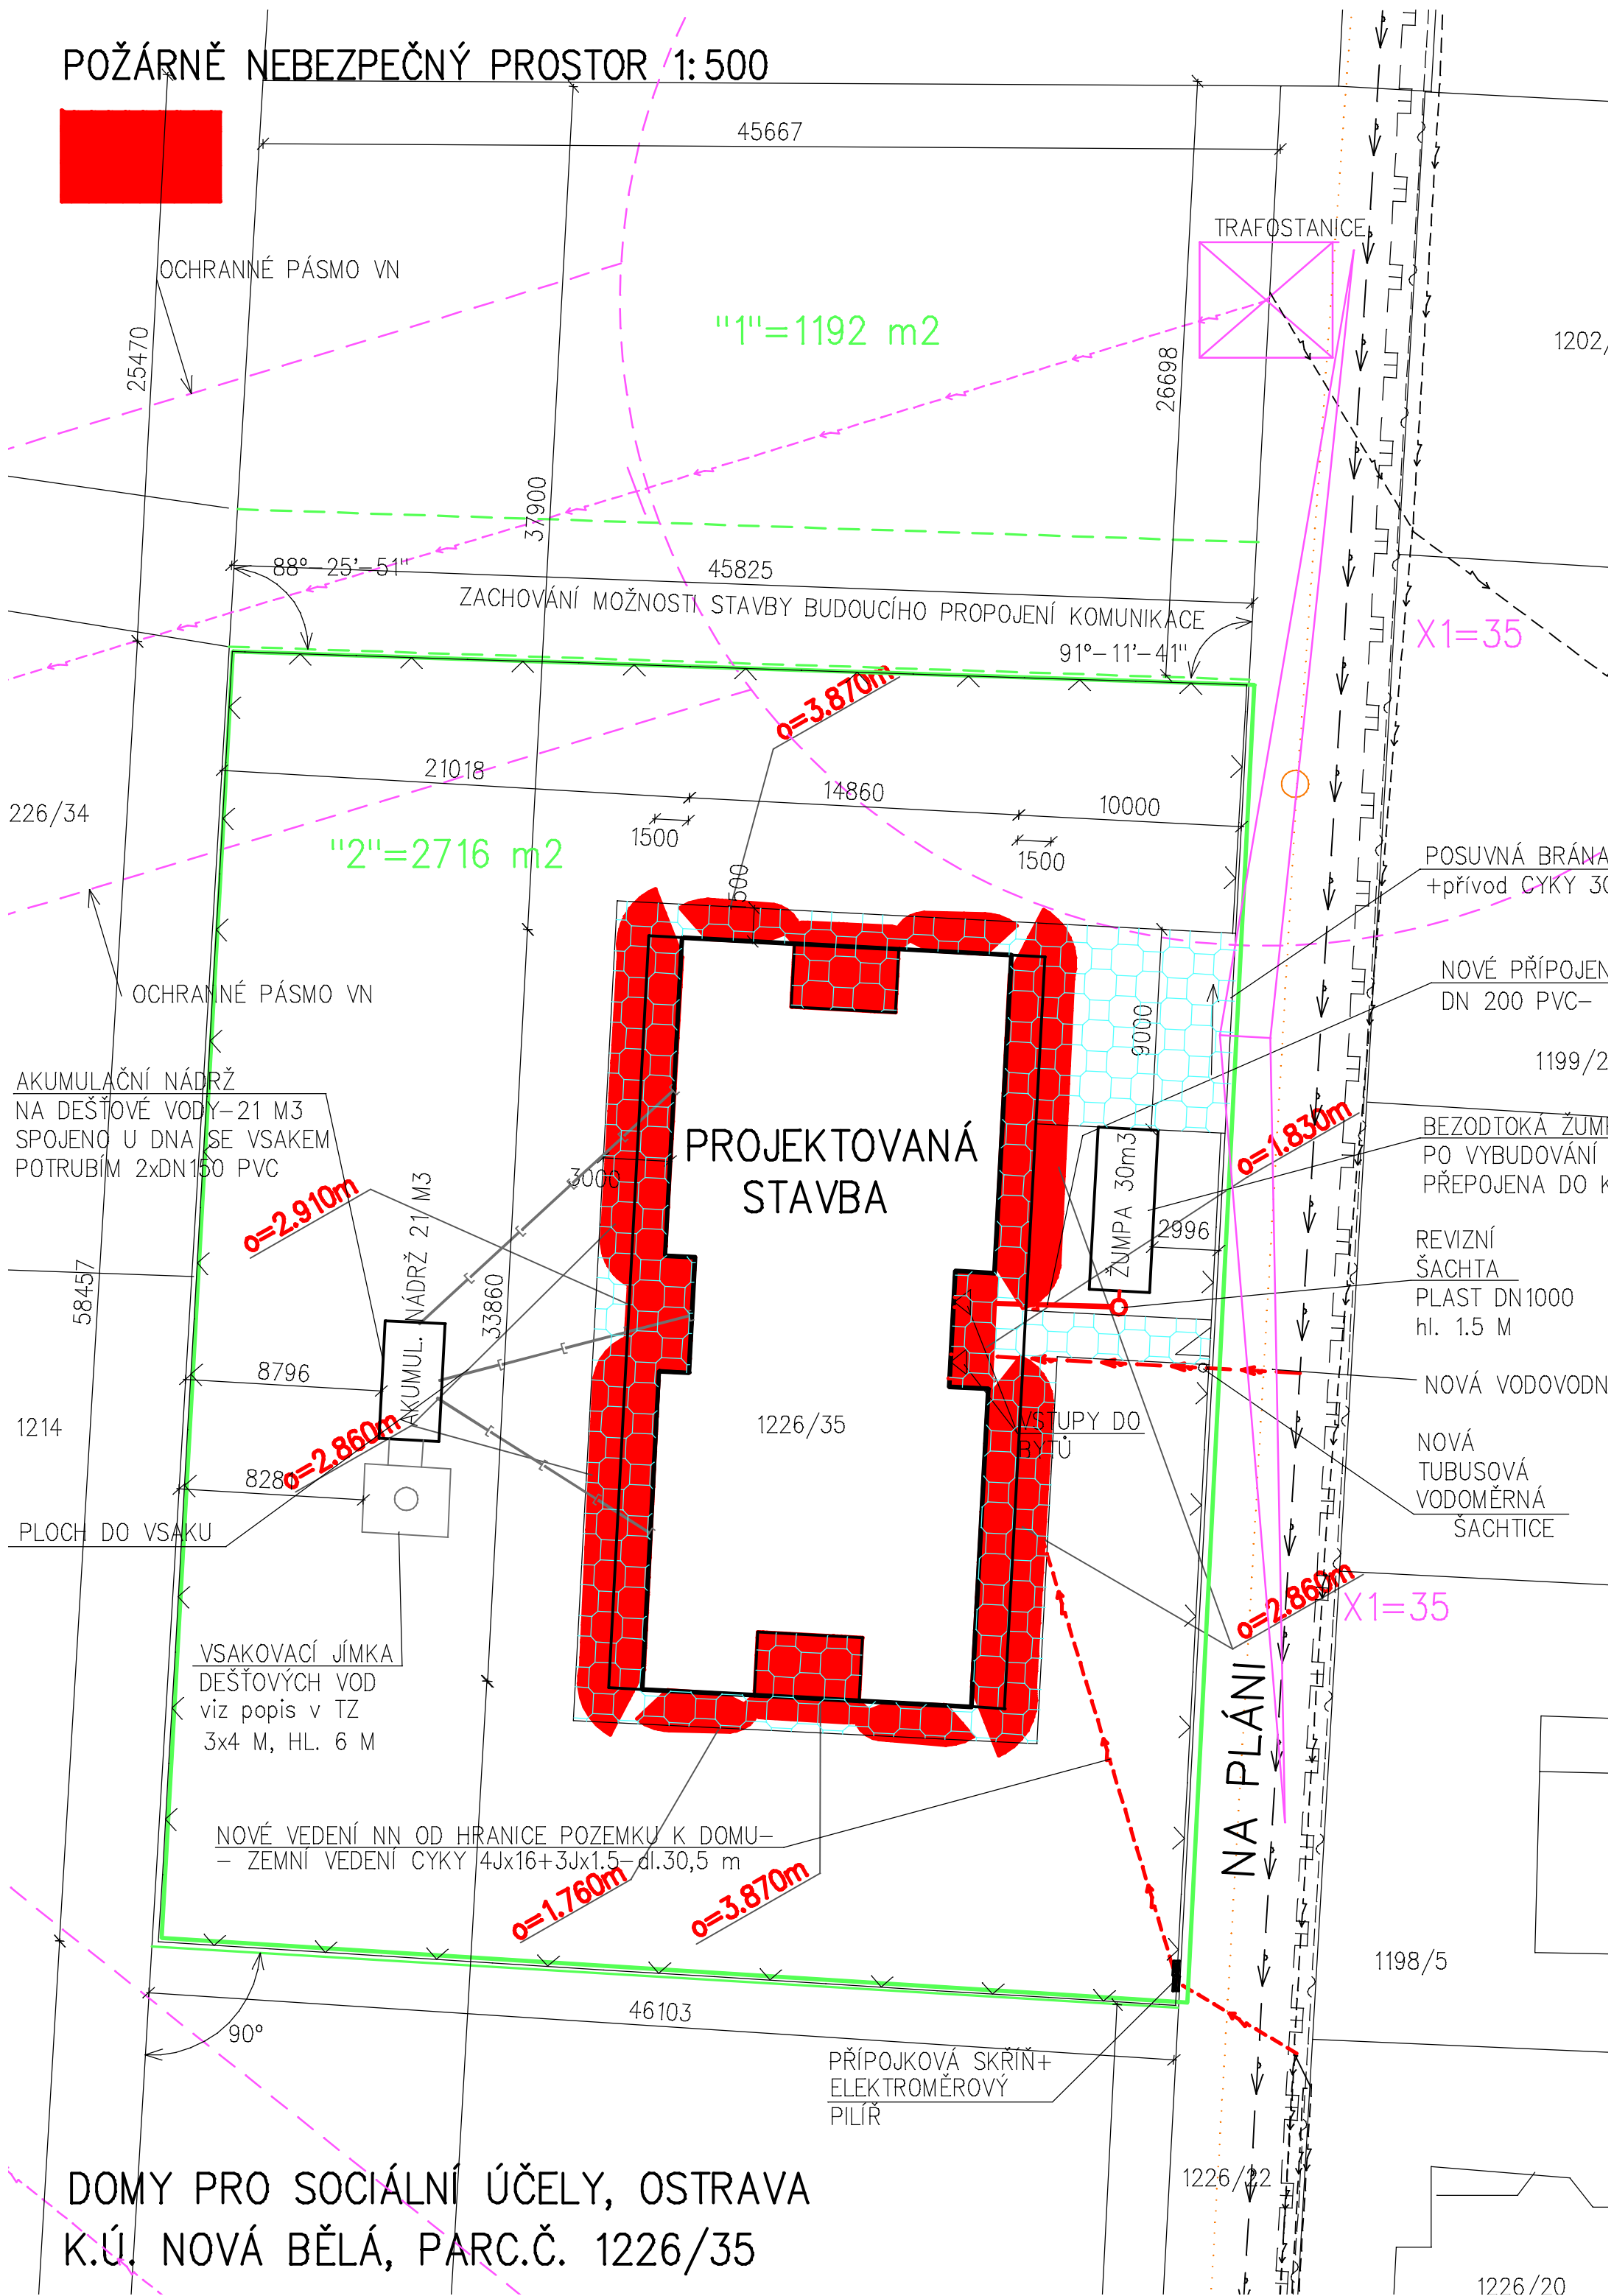 POŽÁRNĚ NEBEZPEČNÝ PROSTOR 1:500
45667
TRAFOSTANICE
OCHRANNÉ PÁSMO VN
25470
"1"=1192 m2
26698
1202/
37900
88°-25'-51"
45825
ZACHOVÁNÍ MOŽNOSTI STAVBY BUDOUCÍHO PROPOJENÍ KOMUNIKACE
91°-11'-41"
X1=35
o=3.870m
21018
14860
10000
1500
1500
226/34
"2"=2716 m2
POSUVNÁ BRÁNA
+přívod CYKY 3
OCHRANNÉ PÁSMO VN
NOVÉ PŘÍPOJEN
DN 200 PVC-
9000
1199/2
AKUMULAČNÍ NÁDRŽ
NA DEŠŤOVÉ VODY-21 M3
SPOJENO U DNA SE VSAKEM
POTRUBÍM 2xDN150 PVC
PROJEKTOVANÁ
STAVBA
3000
ŽUMPA 30m3
o=1.830m
BEZODTOKÁ ŽUM
PO VYBUDOVÁNÍ
PŘEPOJENA DO K
o=2.910m
2996
REVIZNÍ
ŠACHTA
PLAST DN1000
hl. 1.5 M
58457
AKUMUL. NÁDRŽ 21 M3
33860
8796
NOVÁ VODOVODN
1214
1226/35
VSTUPY DO
BYTŮ
NOVÁ
TUBUSOVÁ
VODOMĚRNÁ
ŠACHTICE
o=2.860m
PLOCH DO VSAKU
o=2.860m
X1=35
VSAKOVACÍ JÍMKA
DEŠŤOVÝCH VOD
viz popis v TZ
3x4 M, HL. 6 M
NA PLÁNI
NOVÉ VEDENÍ NN OD HRANICE POZEMKU K DOMU-
- ZEMNÍ VEDENÍ CYKY 4Jx16+3Jx1.5-dl.30,5 m
o=1.760m
o=3.870m
1198/5
46103
90°
PŘÍPOJKOVÁ SKŘÍŇ+
ELEKTROMĚROVÝ
PILÍŘ
1226/22
DOMY PRO SOCIÁLNÍ ÚČELY, OSTRAVA
K.Ú. NOVÁ BĚLÁ, PARC.Č. 1226/35
1226/20